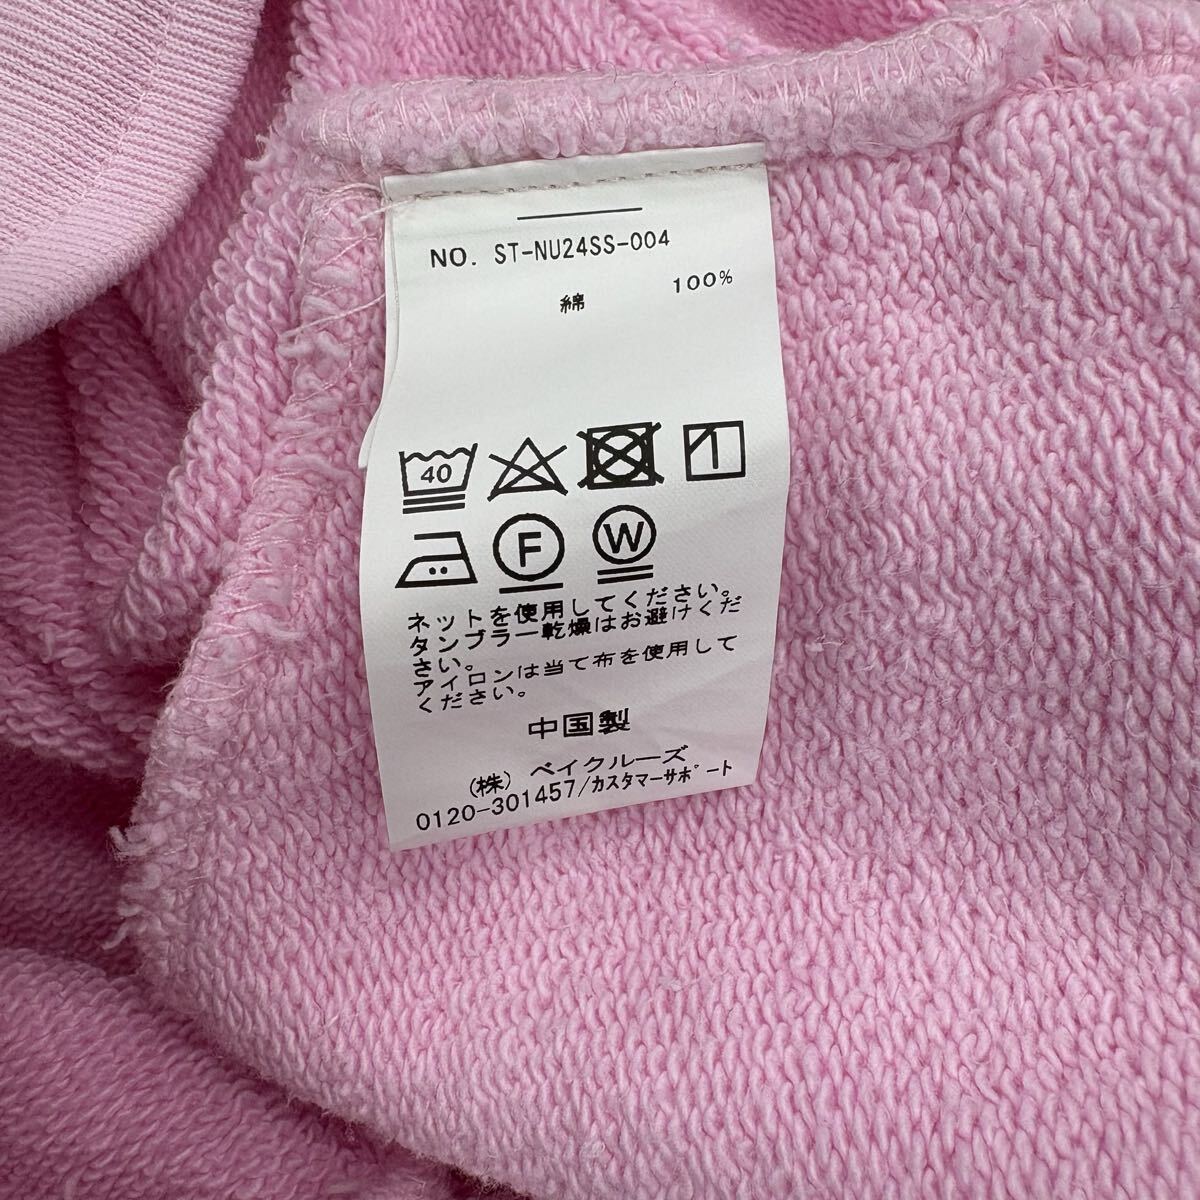 NO. ST-NU24SS-004
綿 100%
40
F W
ネットを使用してください。
タンブラー乾燥はお避けくだ
さい。
アイロンは当て布を使用して
ください。
中国製
(株) ベイクルーズ
0120-301457/カスタマーサポート